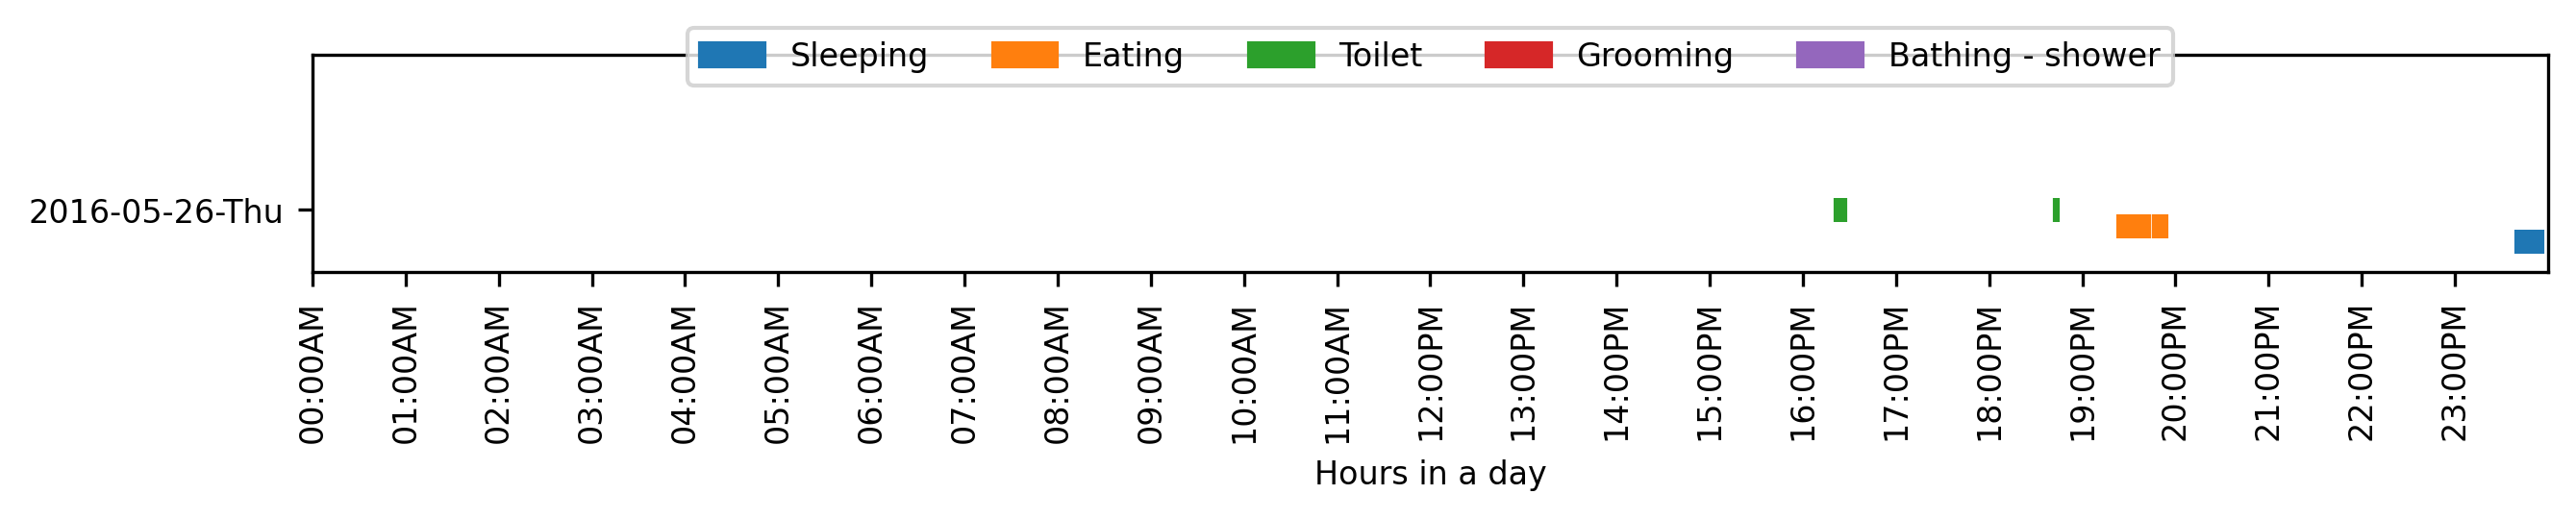 Sleeping Eating Toilet Grooming Bathing - shower
2016-05-26-Thu
00:00AM 01:00AM 02:00AM 03:00AM 04:00AM 05:00AM 06:00AM 07:00AM 08:00AM 09:00AM 10:00AM 11:00AM 12:00PM 13:00PM 14:00PM 15:00PM 16:00PM 17:00PM 18:00PM 19:00PM 20:00PM 21:00PM 22:00PM 23:00PM
Hours in a day